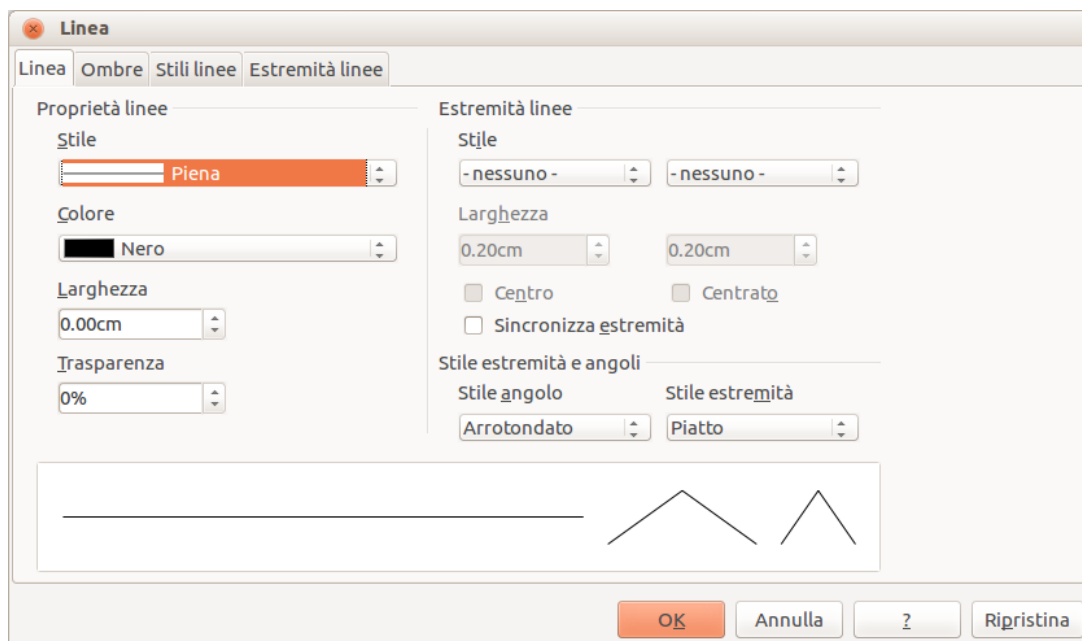 Linea
Linea Ombre Stili linee Estremità linee
Proprietà linee
Stile
Piena
Colore
Nero
Larghezza
0.00cm
Trasparenza
0%
Estremità linee
Stile
- nessuno - - nessuno -
Larghezza
0.20cm 0.20cm
Centro Centrato
Sincronizza estremità
Stile estremità e angoli
Stile angolo Stile estremità
Arrotondato Piatto
OK Annulla ? Ripristina